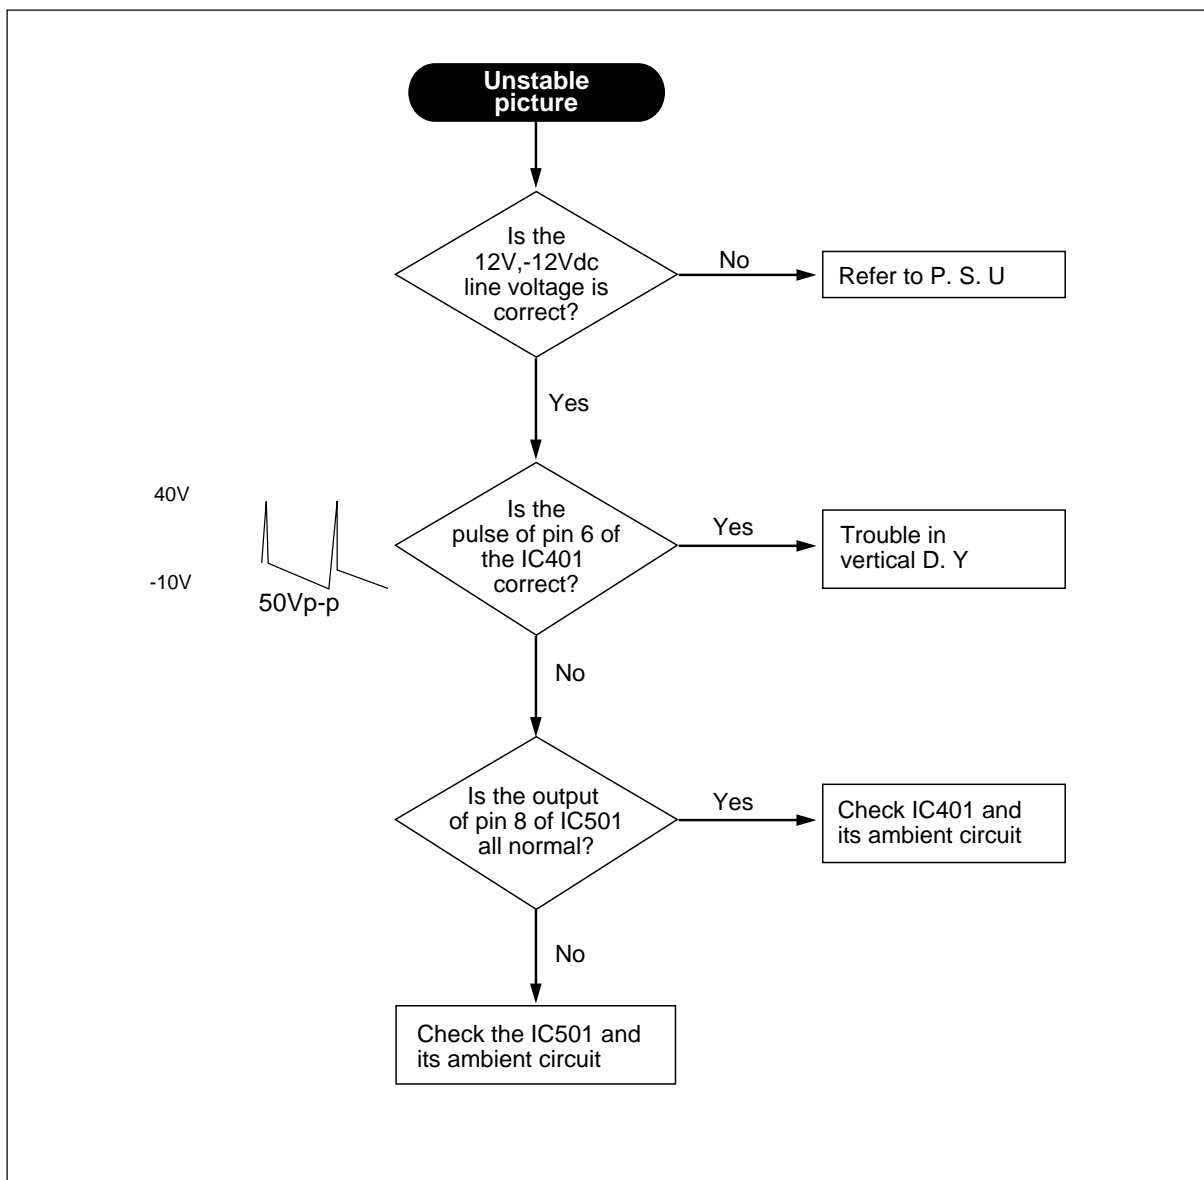 Unstable
picture
Is the
12V,-12Vdc
line voltage is
correct?
No
Refer to P. S. U
Yes
40V
-10V
50Vp-p
Is the
pulse of pin 6 of
the IC401
correct?
Yes
Trouble in
vertical D. Y
No
Is the output
of pin 8 of IC501
all normal?
Yes
Check IC401 and
its ambient circuit
No
Check the IC501 and
its ambient circuit